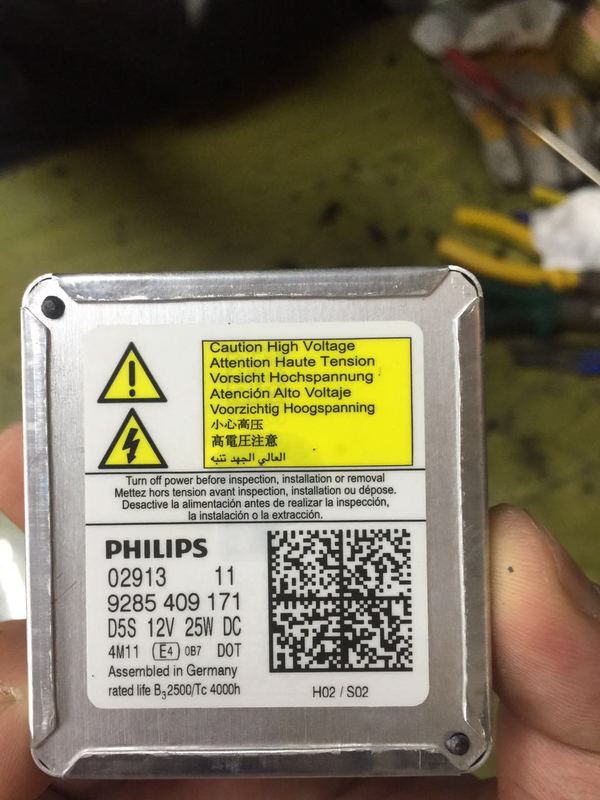 Caution High Voltage
Attention Haute Tension
Vorsicht Hochspannung
Atención Alto Voltaje
Voorzichtig Hoogspanning
小心高压
高電圧注意
العالي الجهد تنبه
Turn off power before inspection, installation or removal
Mettez hors tension avant inspection, installation ou dépose.
Desactive la alimentación antes de realizar la inspección,
la instalación o la extracción.
PHILIPS
02913 11
9285 409 171
D5S 12V 25W DC
4M11 E4 0B7 DOT
Assembled in Germany
rated life B₃2500/Tc 4000h
H02 / S02